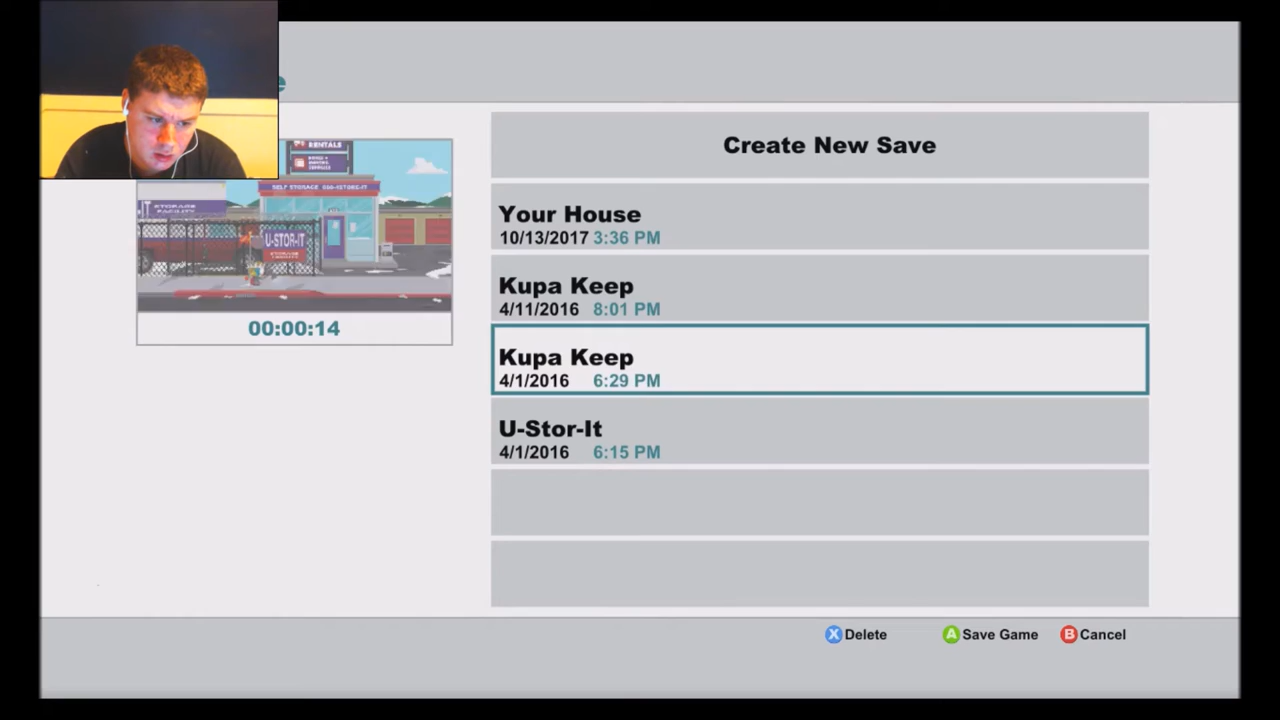 Create New Save
Your House
10/13/2017 3:36 PM
Kupa Keep
4/11/2016 8:01 PM
Kupa Keep
4/1/2016 6:29 PM
U-Stor-It
4/1/2016 6:15 PM
RENTALS
STORAGE
FACILITY
U-STOR-IT
00:00:14
X Delete
A Save Game
B Cancel